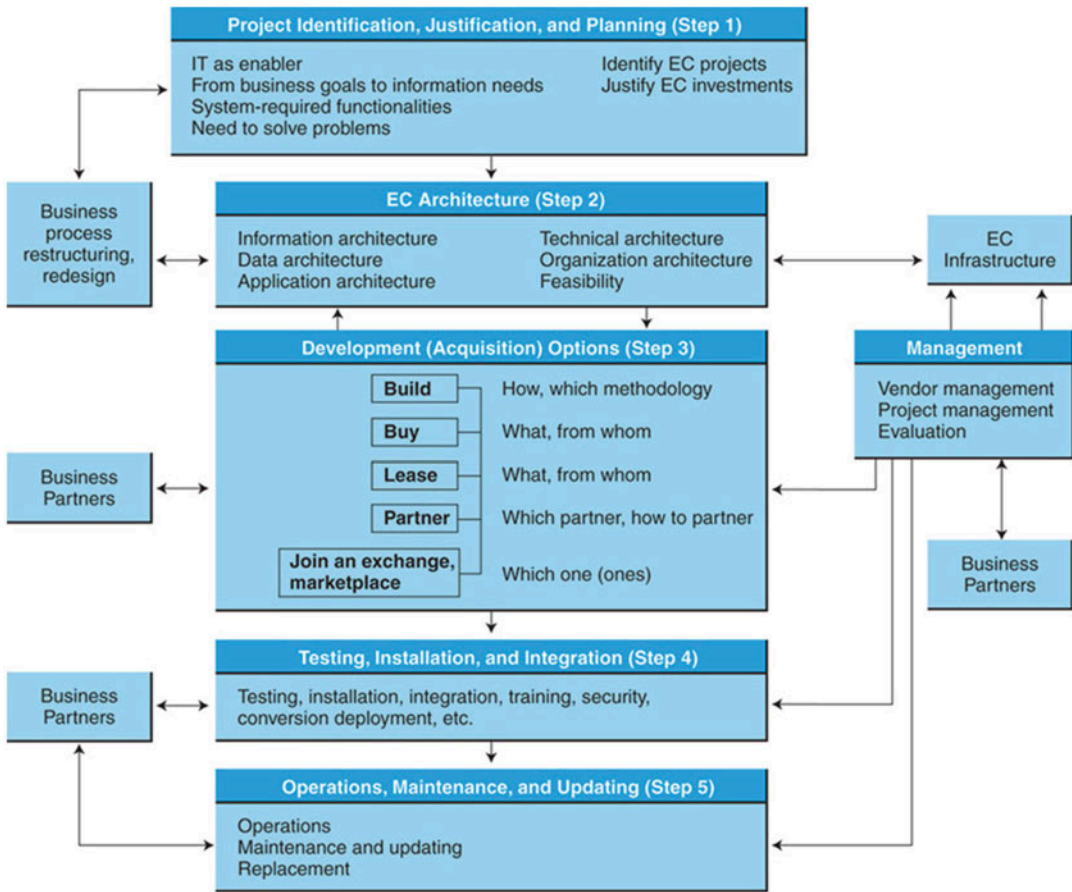 Project Identification, Justification, and Planning (Step 1)
IT as enabler
From business goals to information needs
System-required functionalities
Need to solve problems
Identify EC projects
Justify EC investments
Business
process
restructuring,
redesign
EC Architecture (Step 2)
Information architecture
Data architecture
Application architecture
Technical architecture
Organization architecture
Feasibility
EC
Infrastructure
Development (Acquisition) Options (Step 3)
Build
How, which methodology
Buy
What, from whom
Lease
What, from whom
Partner
Which partner, how to partner
Join an exchange,
marketplace
Which one (ones)
Management
Vendor management
Project management
Evaluation
Business
Partners
Business
Partners
Testing, Installation, and Integration (Step 4)
Testing, installation, integration, training, security,
conversion deployment, etc.
Business
Partners
Operations, Maintenance, and Updating (Step 5)
Operations
Maintenance and updating
Replacement